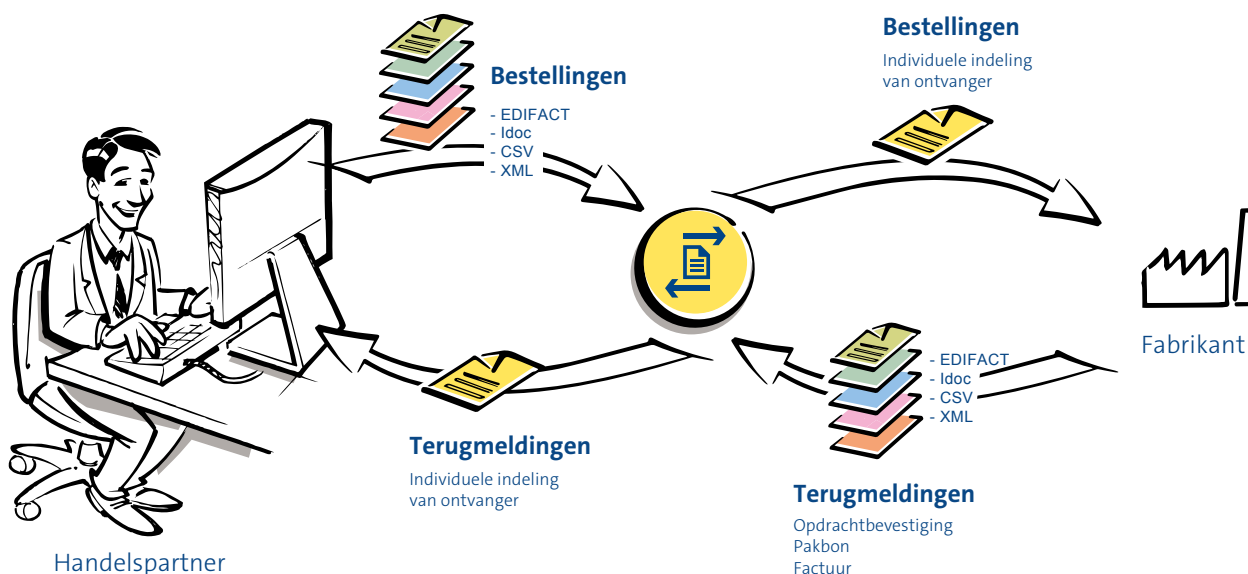 Bestellingen
- EDIFACT
- Idoc
- CSV
- XML
Bestellingen
Individuele indeling
van ontvanger
Fabrikant
Terugmeldingen
Individuele indeling
van ontvanger
- EDIFACT
- Idoc
- CSV
- XML
Terugmeldingen
Opdrachtbevestiging
Pakbon
Factuur
Handelspartner